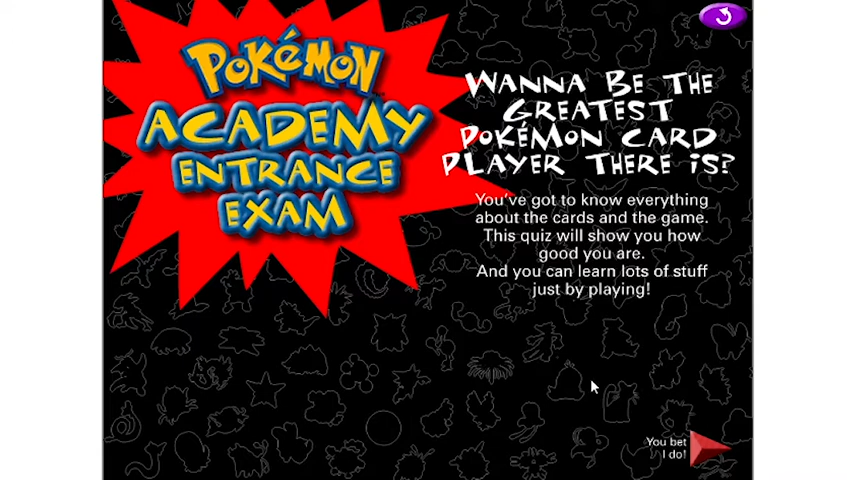 POKéMON
ACADEMY
ENTRANCE
EXAM
WANNA BE THE
GREATEST
POKéMON CARD
PLAYER THERE IS?
You've got to know everything
about the cards and the game.
This quiz will show you how
good you are.
And you can learn lots of stuff
just by playing!
You bet
I do!